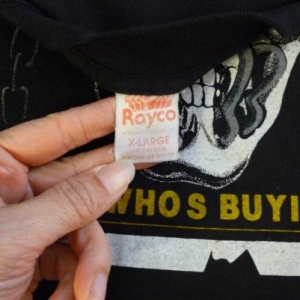 Rayco
X-LARGE
WHOS BUYI